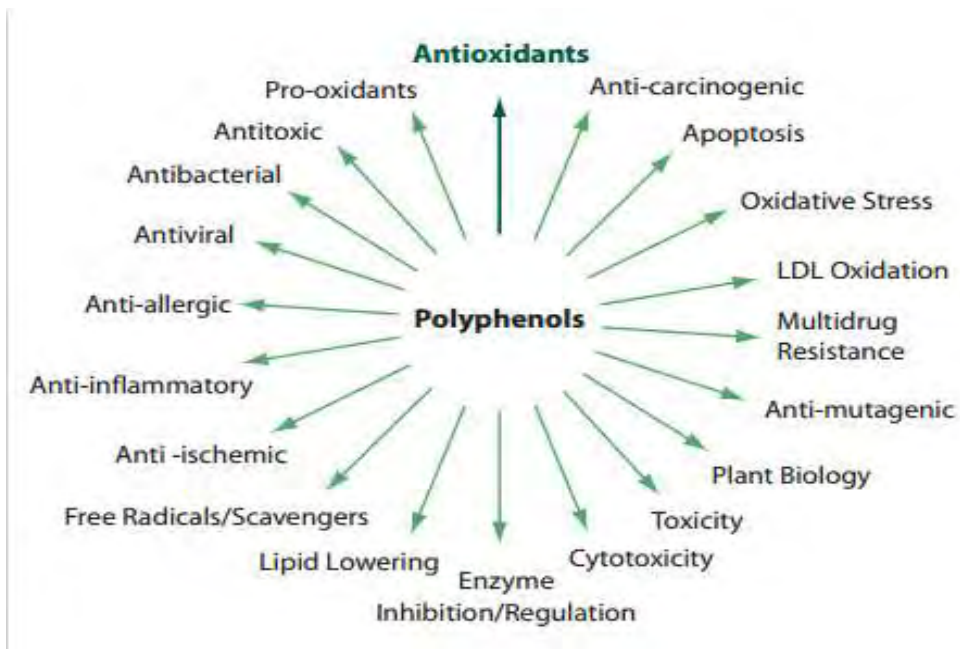 Antioxidants
Pro-oxidants
Anti-carcinogenic
Antitoxic
Apoptosis
Antibacterial
Oxidative Stress
Antiviral
LDL Oxidation
Anti-allergic
Polyphenols
Multidrug
Resistance
Anti-inflammatory
Anti-mutagenic
Anti -ischemic
Plant Biology
Free Radicals/Scavengers
Toxicity
Lipid Lowering
Cytotoxicity
Enzyme
Inhibition/Regulation